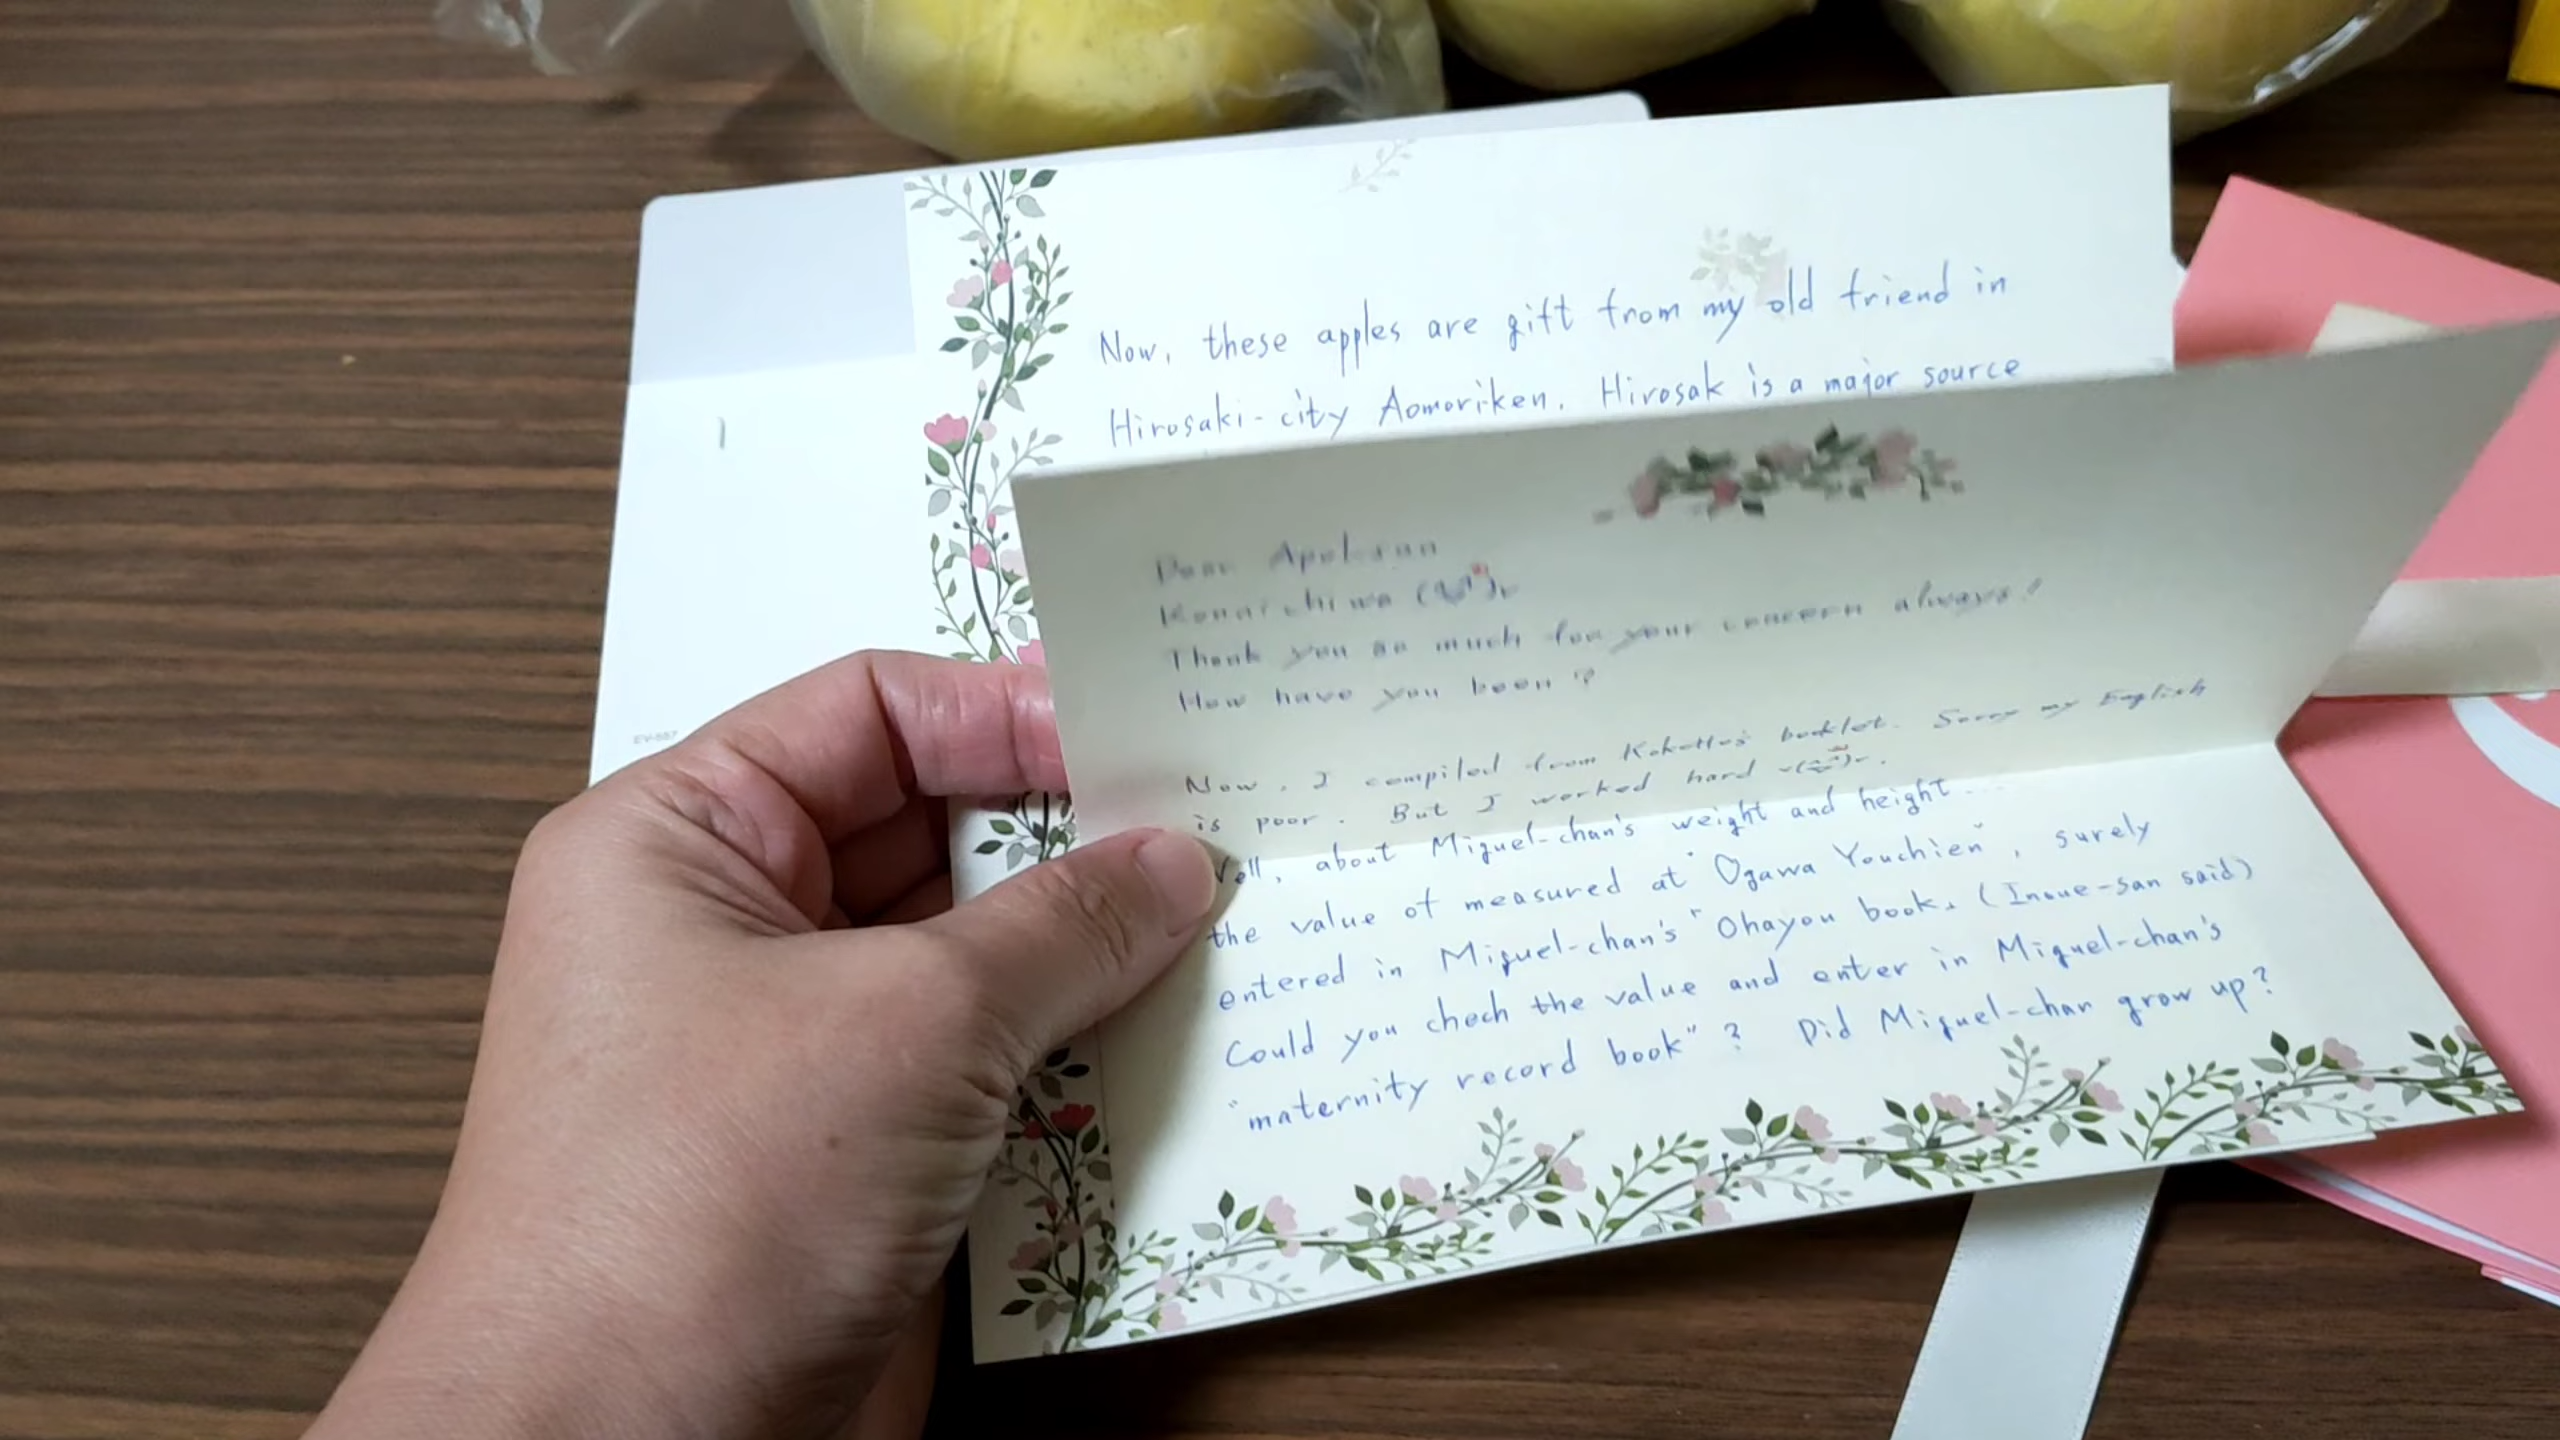 Now, these apples are gift from my old friend in
Hirosaki-city Aomoriken. Hirosak is a major source
Dear Apol-san
Konnichiwa
Thank you so much for your concern always!
How have you been?
Now, I compiled from booklet. Sorry my English
is poor. But I worked hard
Well, about Miguel-chan's weight and height...
the value of measured at "Ogawa Youchien", surely
entered in Miguel-chan's "Ohayou book. (Inoue-san said)
Could you chech the value and enter in Miguel-chan's
"maternity record book"? Did Miguel-chan grow up?